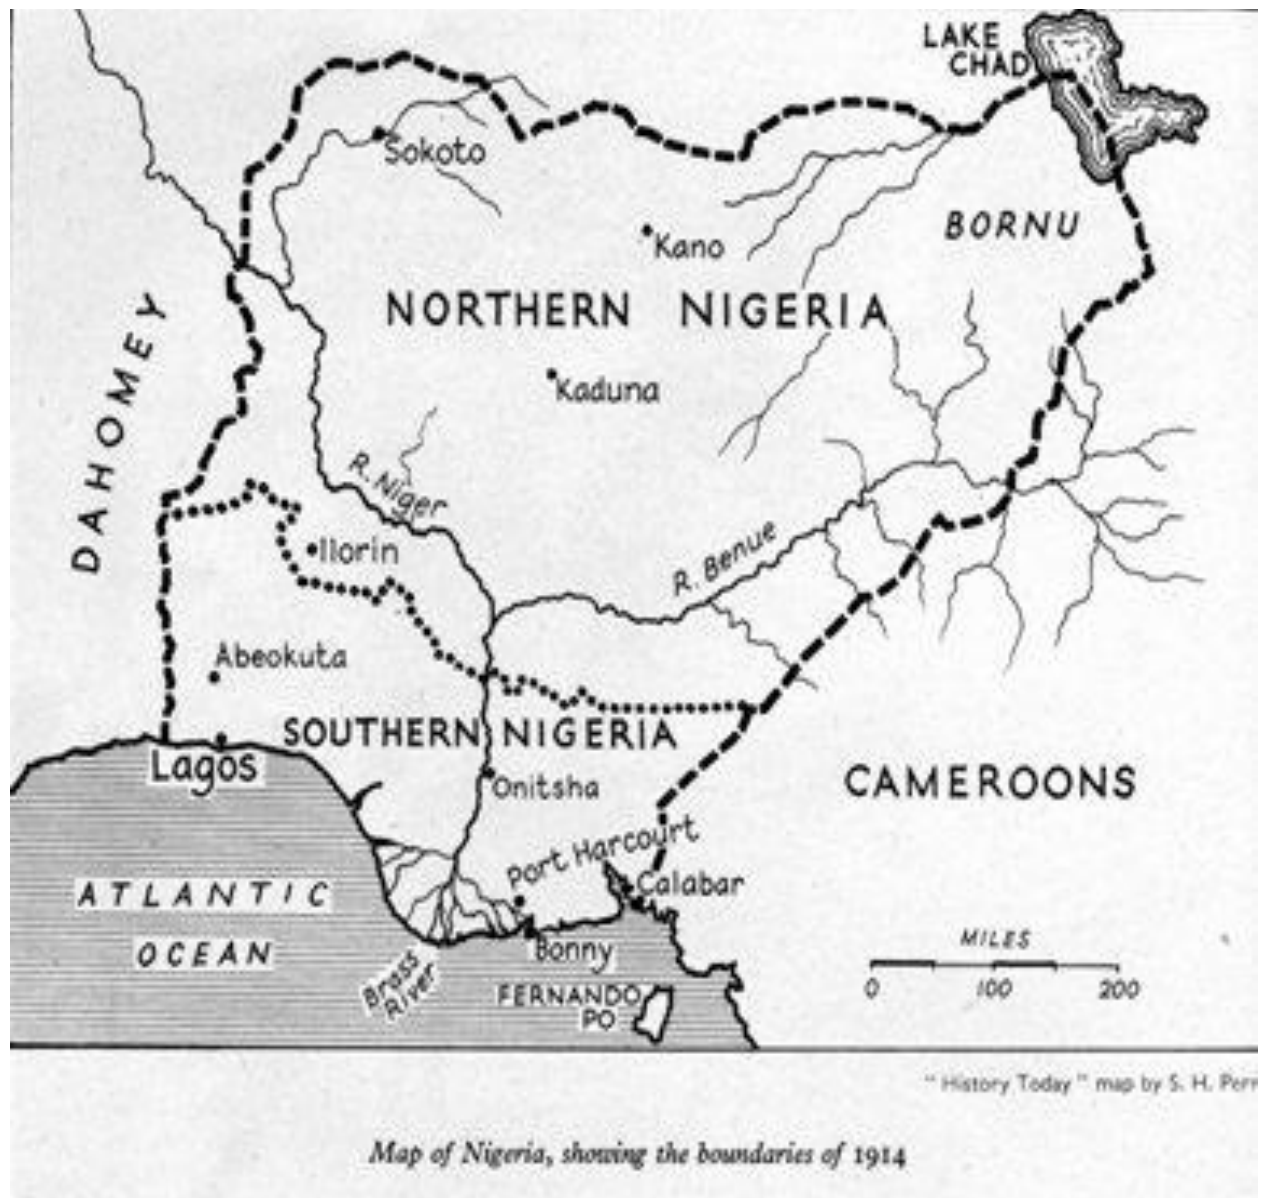 LAKE
CHAD
Sokoto
BORNU
Kano
NORTHERN NIGERIA
DAHOMEY
Kaduna
R. Niger
R. Benue
Ilorin
Abeokuta
SOUTHERN NIGERIA
Lagos
Onitsha
CAMEROONS
Port Harcourt
Calabar
ATLANTIC
OCEAN
Bonny
Brass
River
FERNANDO
PO
MILES
0 100 200
"History Today" map by S. H.
Map of Nigeria, showing the boundaries of 1914